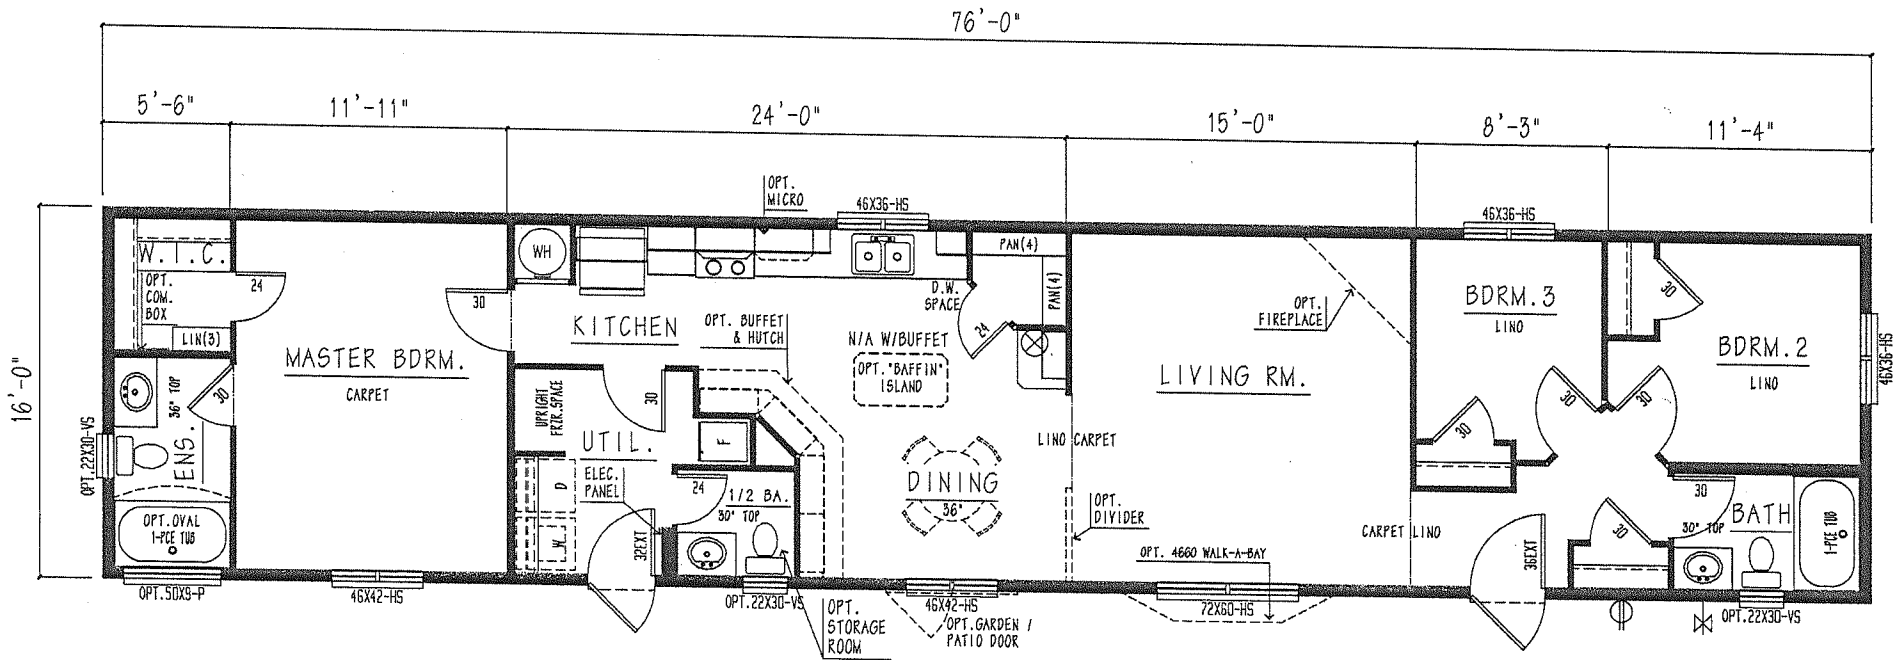 76'-0"
5'-6"
11'-11"
24'-0"
15'-0"
8'-3"
11'-4"
16'-0"
OPT.
MICRO
46X36-HS
46X36-HS
W.I.C.
OPT.
COM.
BOX
LIN(3)
24
30
WH
PAN(4)
PAN(4)
D.W.
SPACE
24
KITCHEN
OPT. BUFFET
& HUTCH
N/A W/BUFFET
OPT."BAFFIN"
ISLAND
OPT.
FIREPLACE
BDRM.3
LINO
30
BDRM.2
LINO
46X36-HS
MASTER BDRM.
CARPET
36" TOP
30
ENS.
OPT.22X30-VS
OPT.OVAL
1-PCE TUB
UPRIGHT
FRZR.SPACE
30
UTIL.
F
ELEC.
PANEL
D
W
24
1/2 BA.
30" TOP
32EXT
DINING
36"
LINO CARPET
LIVING RM.
OPT.
DIVIDER
OPT. 4660 WALK-A-BAY
CARPET LINO
30
30
30
30
30
30" TOP
BATH
1-PCE TUB
36EXT
OPT.50X9-P
46X42-HS
OPT.22X30-VS
OPT.
STORAGE
ROOM
46X42-HS
OPT.GARDEN /
PATIO DOOR
72X60-HS
OPT.22X30-VS